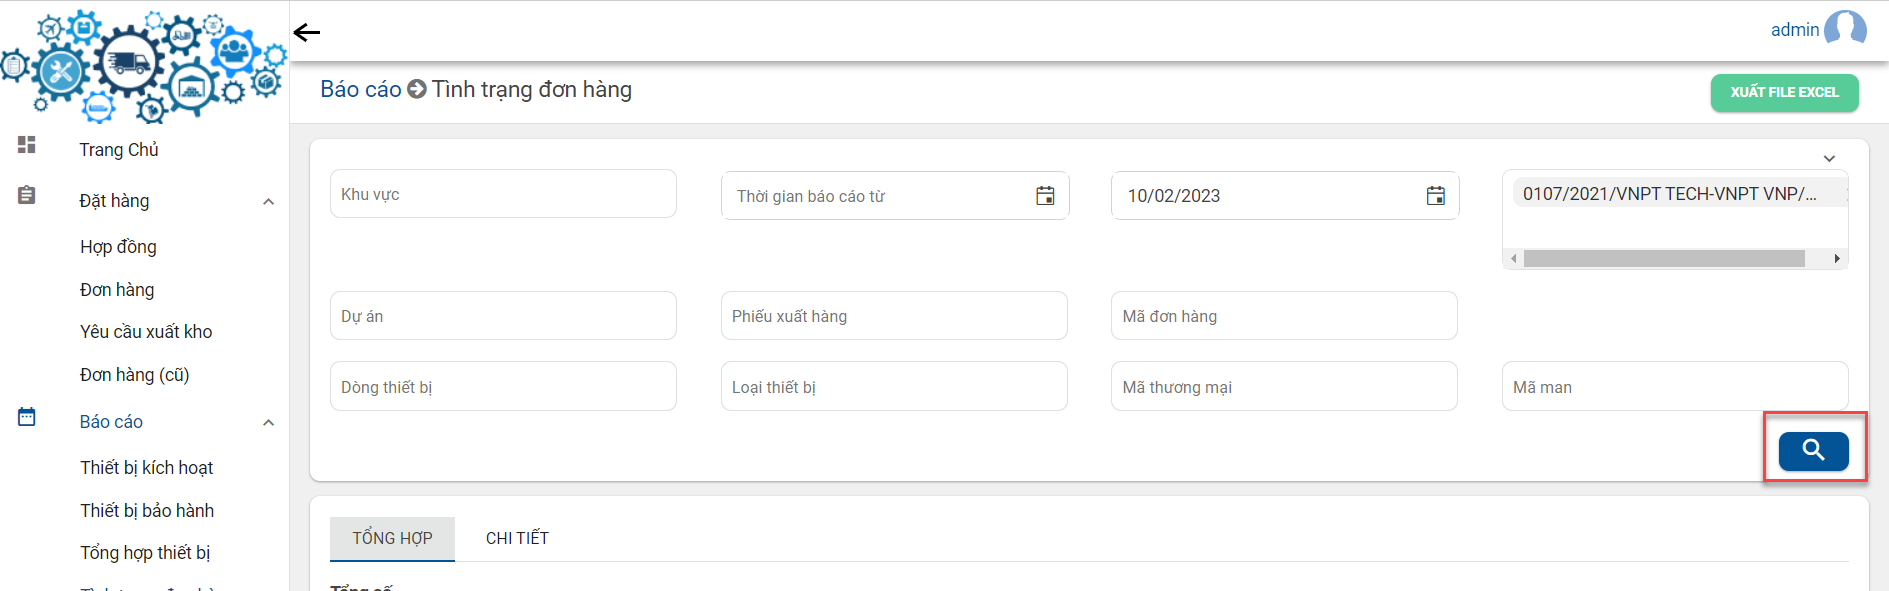 admin
Báo cáo Tình trạng đơn hàng
XUẤT FILE EXCEL
Trang Chủ
Đặt hàng
Hợp đồng
Đơn hàng
Yêu cầu xuất kho
Đơn hàng (cũ)
Báo cáo
Thiết bị kích hoạt
Thiết bị bảo hành
Tổng hợp thiết bị
Khu vực
Thời gian báo cáo từ
10/02/2023
0107/2021/VNPT TECH-VNPT VNP/...
Dự án
Phiếu xuất hàng
Mã đơn hàng
Dòng thiết bị
Loại thiết bị
Mã thương mại
Mã man
TỔNG HỢP
CHI TIẾT
Tổng số